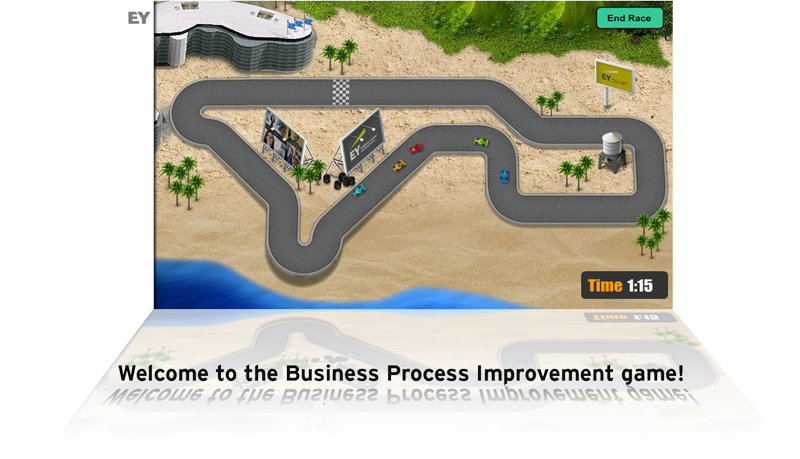 EY
End Race
EY
EY
Time 1:15
Welcome to the Business Process Improvement game!